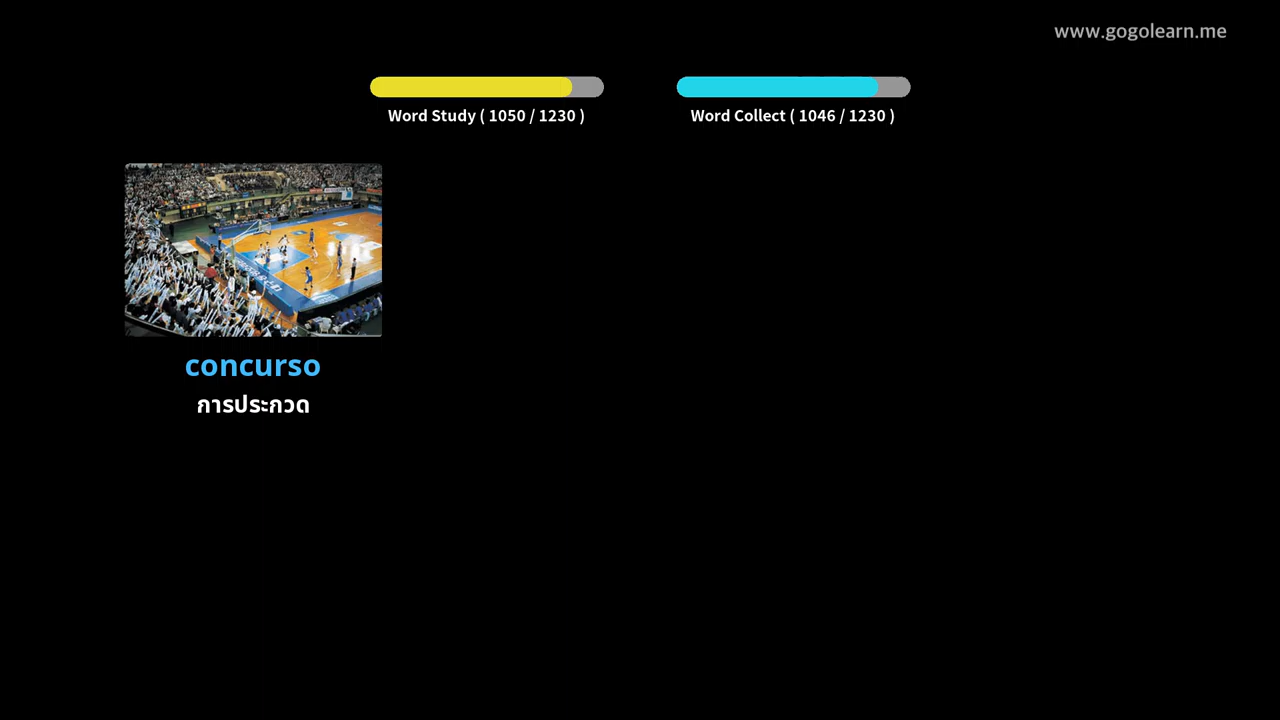 www.gogolearn.me
Word Study ( 1050 / 1230 )
Word Collect ( 1046 / 1230 )
concurso
การประกวด